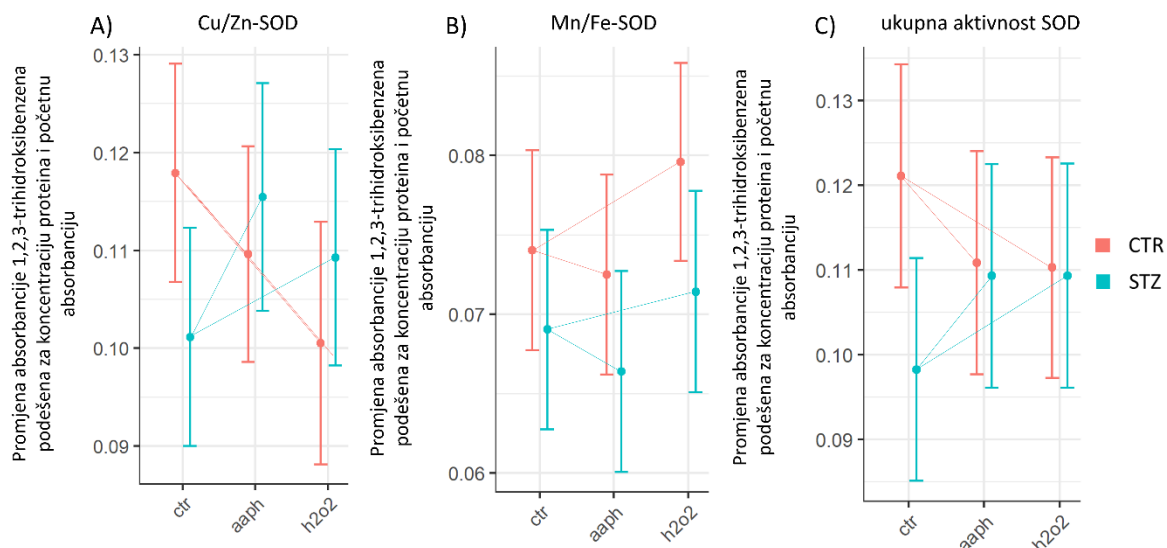 A)
Cu/Zn-SOD
Promjena absorbancije 1,2,3-trihidroksibenzena
podešena za koncentraciju proteina i početnu
absorbanciju
0.13
0.12
0.11
0.10
0.09
ctr
aaph
h2o2
B)
Mn/Fe-SOD
Promjena absorbancije 1,2,3-trihidroksibenzena
podešena za koncentraciju proteina i početnu
absorbanciju
0.08
0.07
0.06
ctr
aaph
h2o2
C)
ukupna aktivnost SOD
Promjena absorbancije 1,2,3-trihidroksibenzena
podešena za koncentraciju proteina i početnu
absorbanciju
0.13
0.12
0.11
0.10
0.09
ctr
aaph
h2o2
CTR
STZ